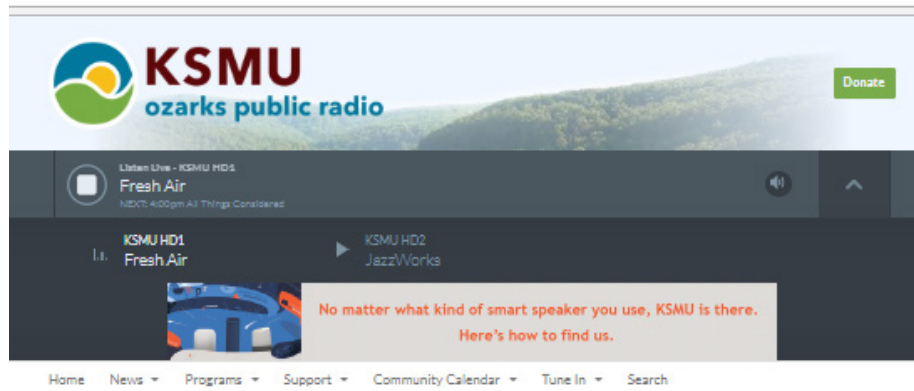 KSMU
ozarks public radio
Donate
Listen Live - KSMU HD1
Fresh Air
NEXT: 4:00pm All Things Considered
KSMU HD1
Fresh Air
KSMU HD2
JazzWorks
No matter what kind of smart speaker you use, KSMU is there.
Here's how to find us.
Home News Programs Support Community Calendar Tune In Search